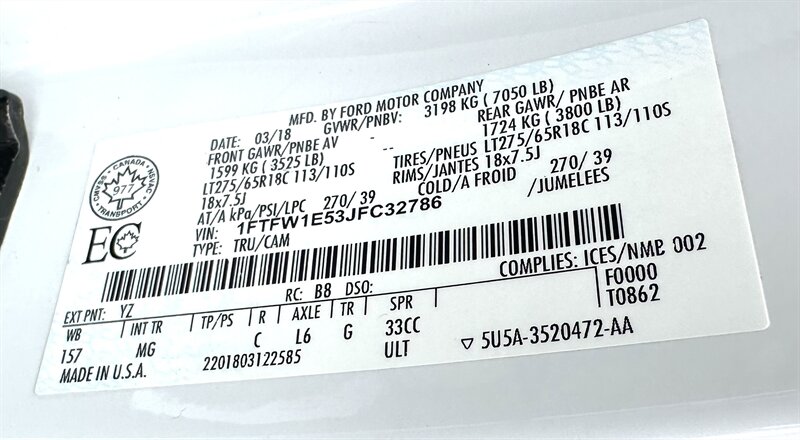 MFD. BY FORD MOTOR COMPANY
DATE: 03/18 GVWR/PNBV: 3198 KG ( 7050 LB)
FRONT GAWR/PNBE AV - REAR GAWR/ PNBE AR
1599 KG ( 3525 LB) -- 1724 KG ( 3800 LB)
LT275/65R18C 113/110S TIRES/PNEUS LT275/65R18C 113/110S
18x7.5J RIMS/JANTES 18x7.5J
AT/A kPa/PSI/LPC 270/ 39 COLD/A FROID 270/ 39
VIN: 1FTFW1E53JFC32786 /JUMELEES
TYPE: TRU/CAM
CANADA
NSVAC
977
TRANSPORT
SVMAC
EC
COMPLIES: ICES/NMB 002
EXT PNT: YZ RC: B8 DSO: F0000
WB INT TR TP/PS R AXLE TR SPR T0862
157 MG C L6 G 33CC
2201803122585 ULT ▽ 5U5A-3520472-AA
MADE IN U.S.A.